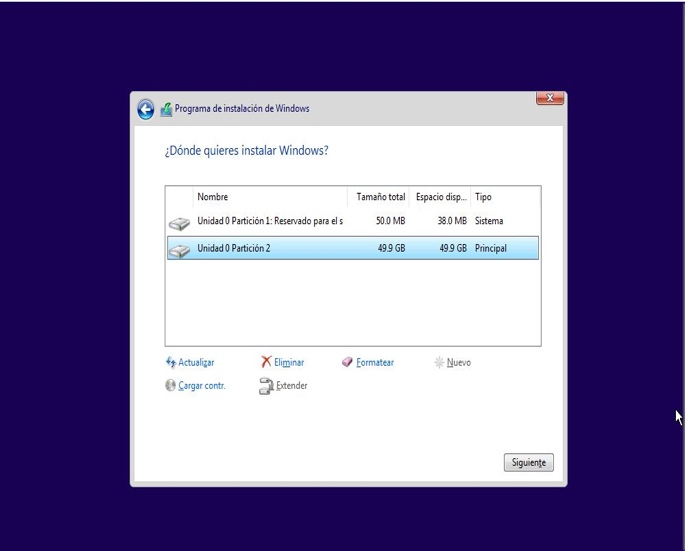 Programa de instalación de Windows
¿Dónde quieres instalar Windows?
Nombre Tamaño total Espacio disp... Tipo
Unidad 0 Partición 1: Reservado para el s 50.0 MB 38.0 MB Sistema
Unidad 0 Partición 2 49.9 GB 49.9 GB Principal
Actualizar Eliminar Formatear Nuevo
Cargar contr. Extender
Siguiente